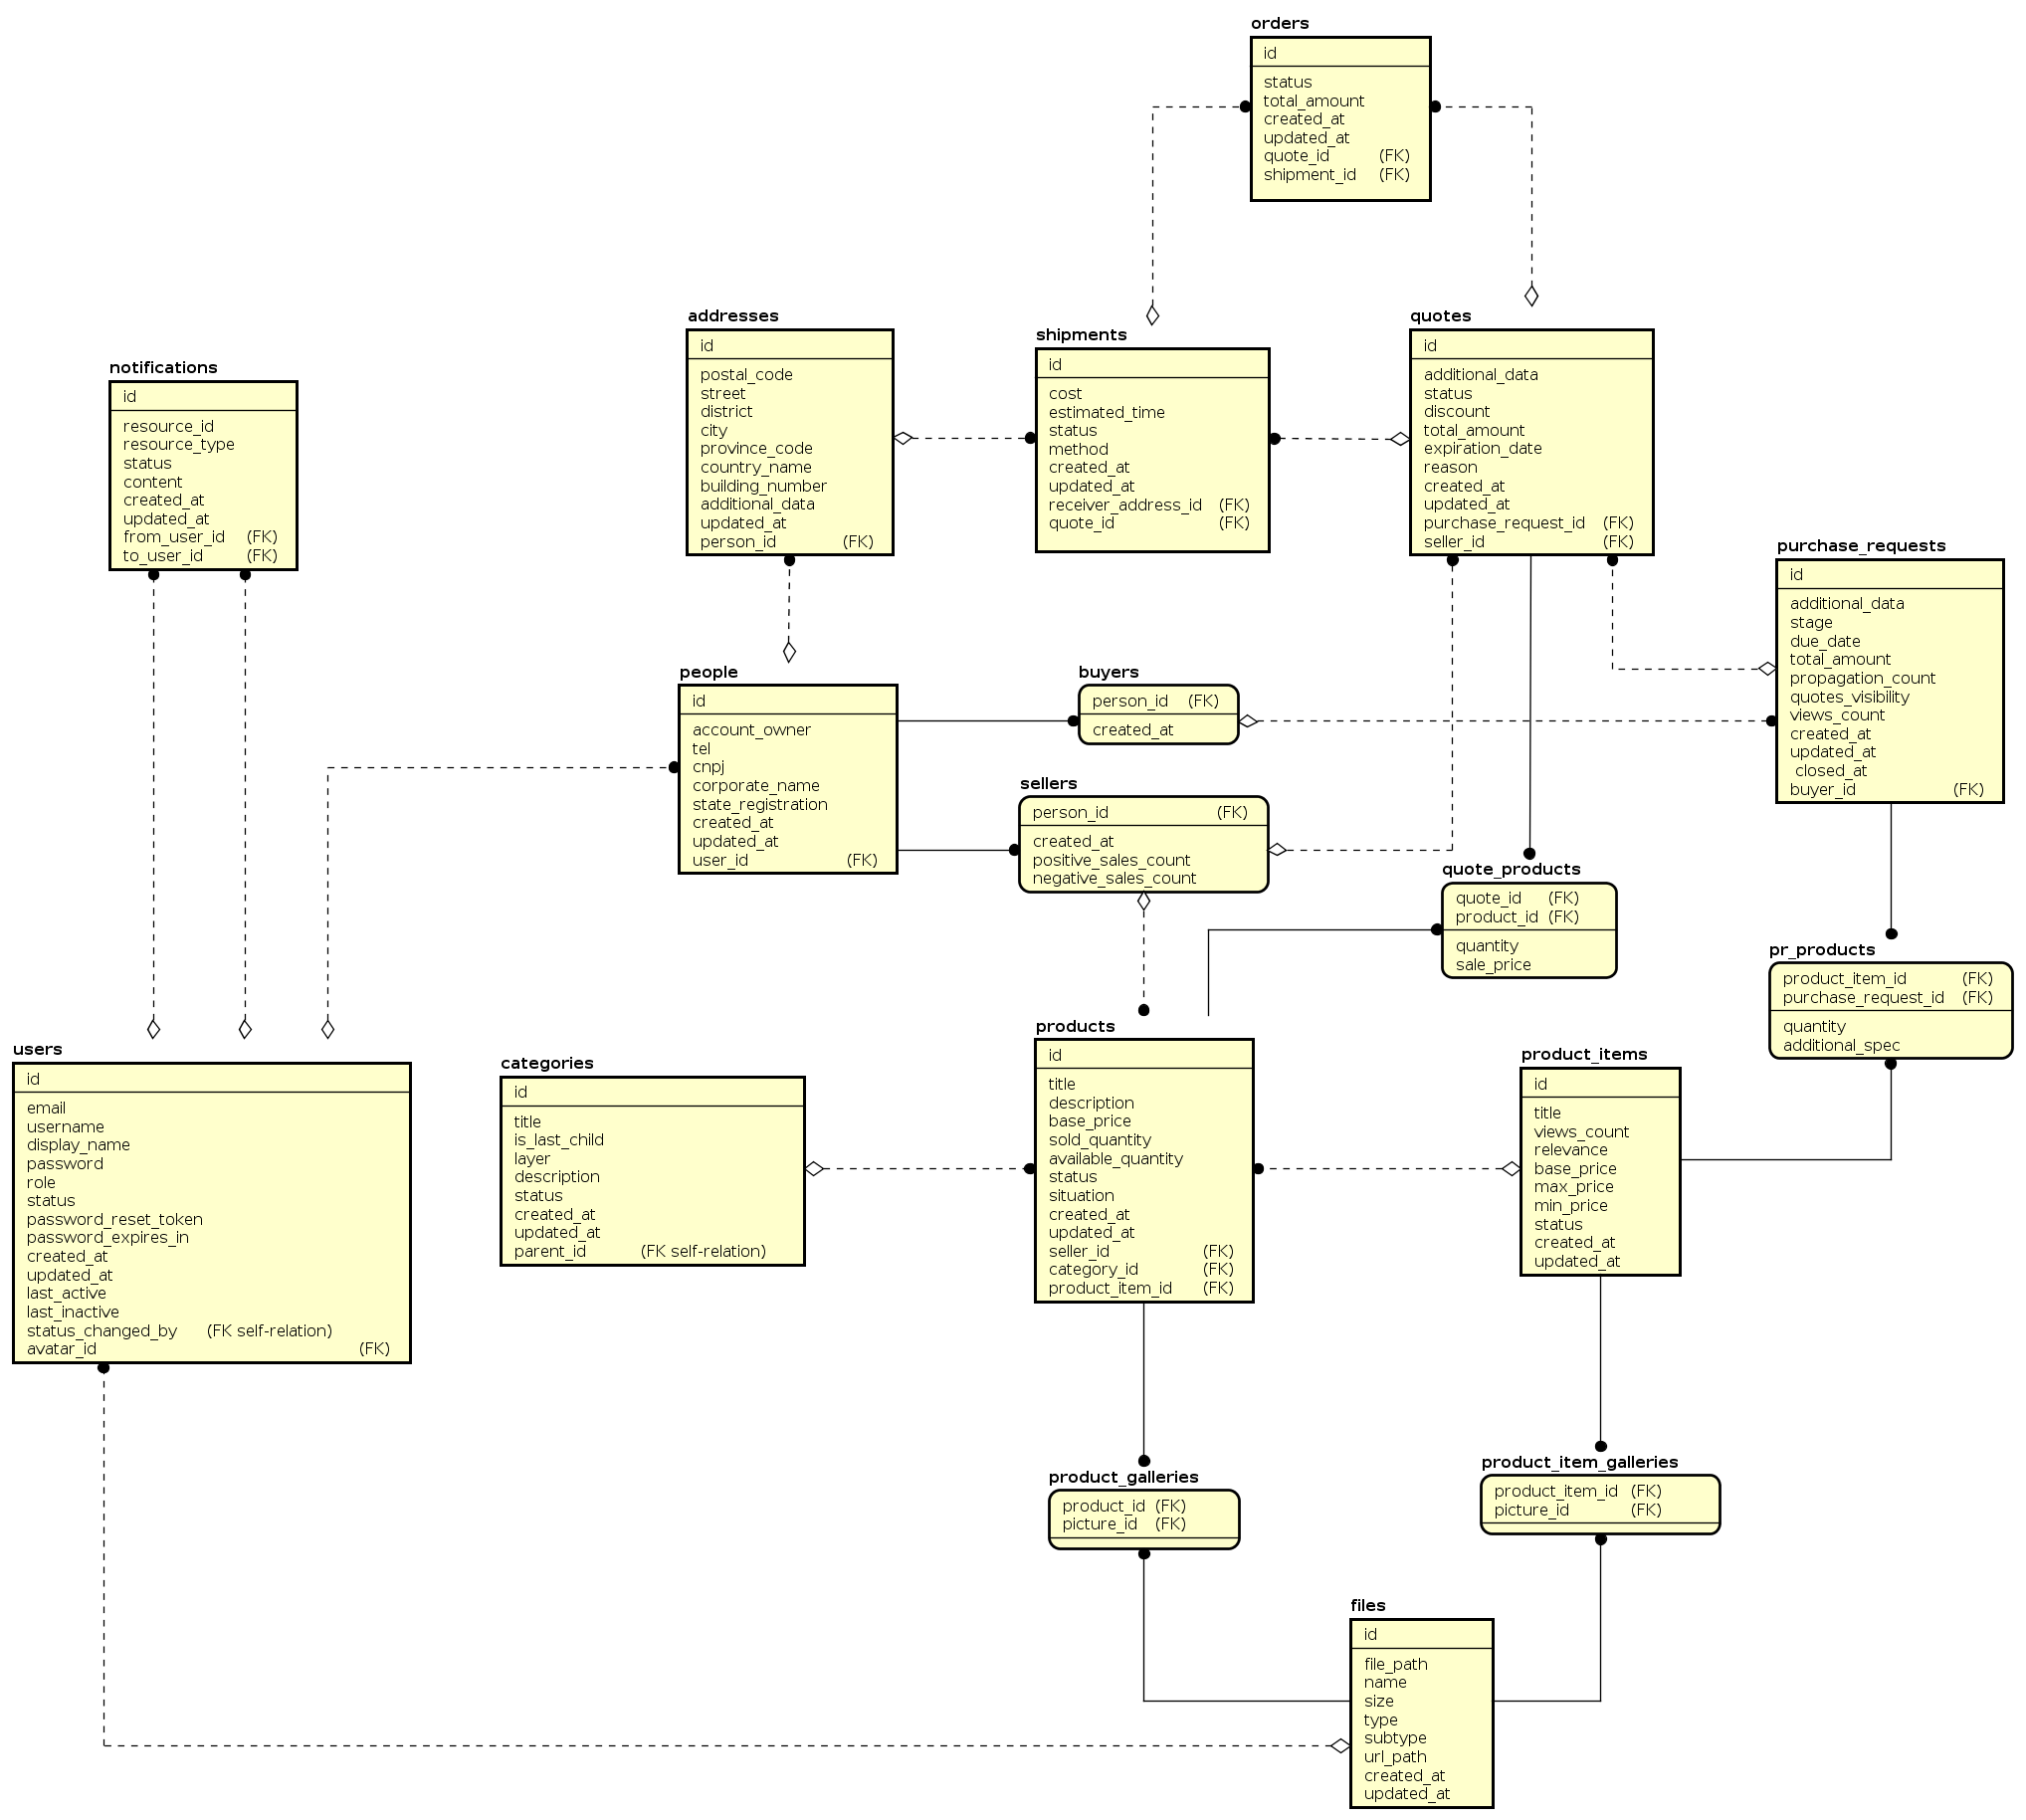 orders
id
status
total_amount
created_at
updated_at
quote_id (FK)
shipment_id (FK)
addresses
id
postal_code
street
district
city
province_code
country_name
building_number
additional_data
updated_at
person_id (FK)
shipments
id
cost
estimated_time
status
method
created_at
updated_at
receiver_address_id (FK)
quote_id (FK)
quotes
id
additional_data
status
discount
total_amount
expiration_date
reason
created_at
updated_at
purchase_request_id (FK)
seller_id (FK)
notifications
id
resource_id
resource_type
status
content
created_at
updated_at
from_user_id (FK)
to_user_id (FK)
purchase_requests
id
additional_data
stage
due_date
total_amount
propagation_count
quotes_visibility
views_count
created_at
updated_at
closed_at
buyer_id (FK)
people
id
account_owner
tel
cnpj
corporate_name
state_registration
created_at
updated_at
user_id (FK)
buyers
person_id (FK)
created_at
sellers
person_id (FK)
created_at
positive_sales_count
negative_sales_count
quote_products
quote_id (FK)
product_id (FK)
quantity
sale_price
pr_products
product_item_id (FK)
purchase_request_id (FK)
quantity
additional_spec
users
id
email
username
display_name
password
role
status
password_reset_token
password_expires_in
created_at
updated_at
last_active
last_inactive
status_changed_by (FK self-relation)
avatar_id (FK)
categories
id
title
is_last_child
layer
description
status
created_at
updated_at
parent_id (FK self-relation)
products
id
title
description
base_price
sold_quantity
available_quantity
status
situation
created_at
updated_at
seller_id (FK)
category_id (FK)
product_item_id (FK)
product_items
id
title
views_count
relevance
base_price
max_price
min_price
status
created_at
updated_at
product_galleries
product_id (FK)
picture_id (FK)
product_item_galleries
product_item_id (FK)
picture_id (FK)
files
id
file_path
name
size
type
subtype
url_path
created_at
updated_at